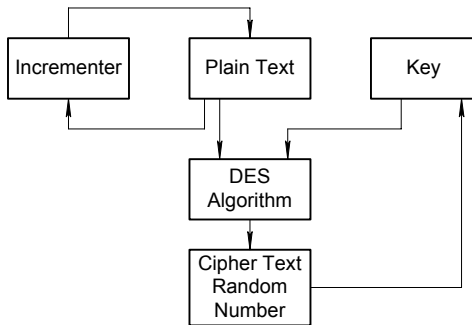 Incrementer
Plain Text
Key
DES
Algorithm
Cipher Text
Random
Number